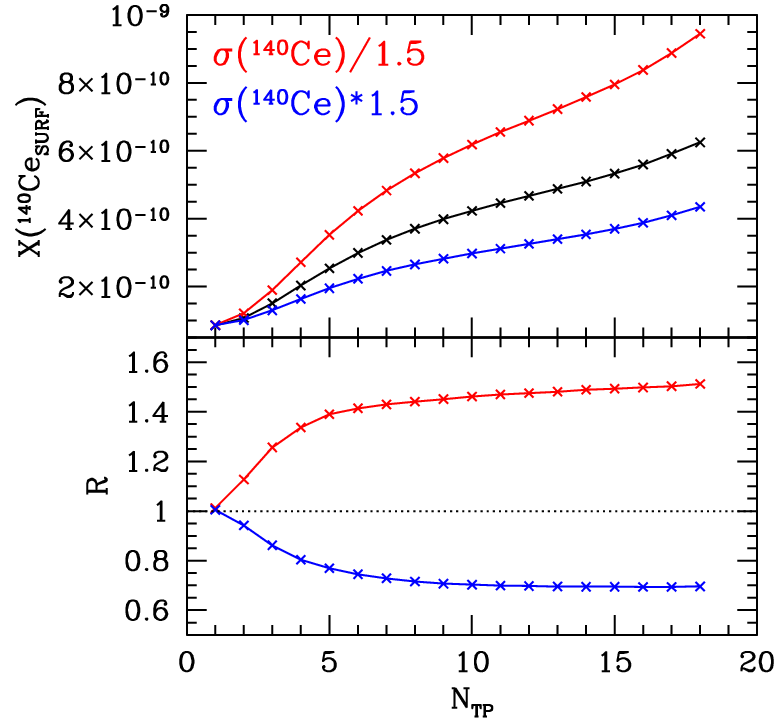 10⁻⁹
σ(¹⁴⁰Ce)/1.5
8×10⁻¹⁰
σ(¹⁴⁰Ce)*1.5
6×10⁻¹⁰
X(¹⁴⁰Ce_SURF)
4×10⁻¹⁰
2×10⁻¹⁰
1.6
1.4
1.2
R
1
0.8
0.6
0 5 10 15 20
N_TP